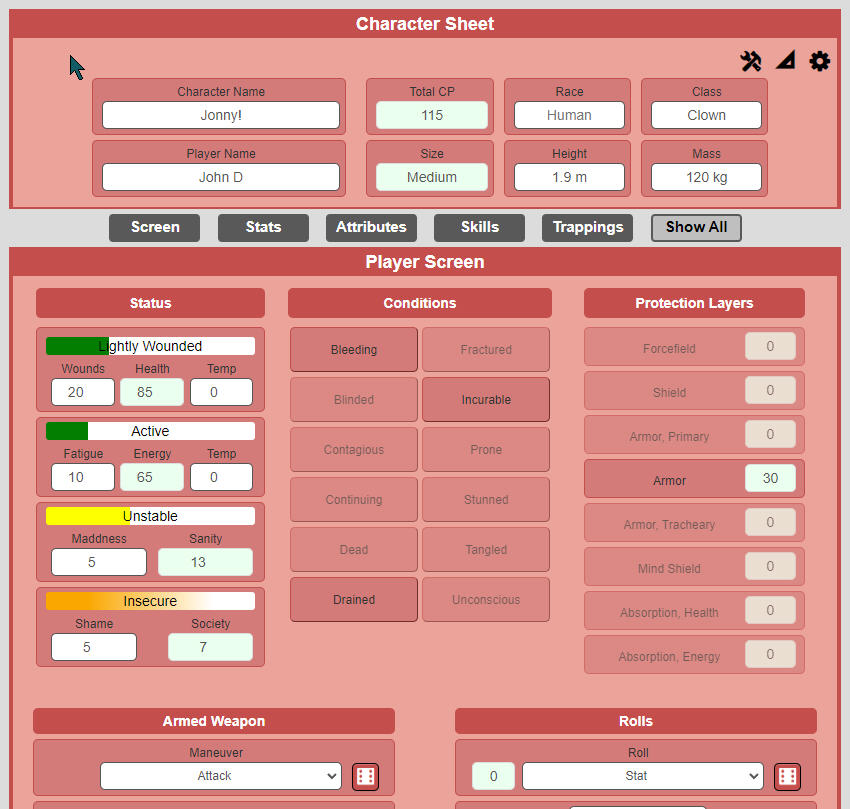 Character Sheet
Character Name
Total CP
Race
Class
Jonny!
115
Human
Clown
Player Name
Size
Height
Mass
John D
Medium
1.9 m
120 kg
Screen
Stats
Attributes
Skills
Trappings
Show All
Player Screen
Status
Lightly Wounded
Wounds
Health
Temp
20
85
0
Active
Fatigue
Energy
Temp
10
65
0
Unstable
Maddness
Sanity
5
13
Insecure
Shame
Society
5
7
Conditions
Bleeding
Fractured
Blinded
Incurable
Contagious
Prone
Continuing
Stunned
Dead
Tangled
Drained
Unconscious
Protection Layers
Forcefield
0
Shield
0
Armor, Primary
0
Armor
30
Armor, Tracheary
0
Mind Shield
0
Absorption, Health
0
Absorption, Energy
0
Armed Weapon
Maneuver
Attack
Rolls
Roll
0
Stat